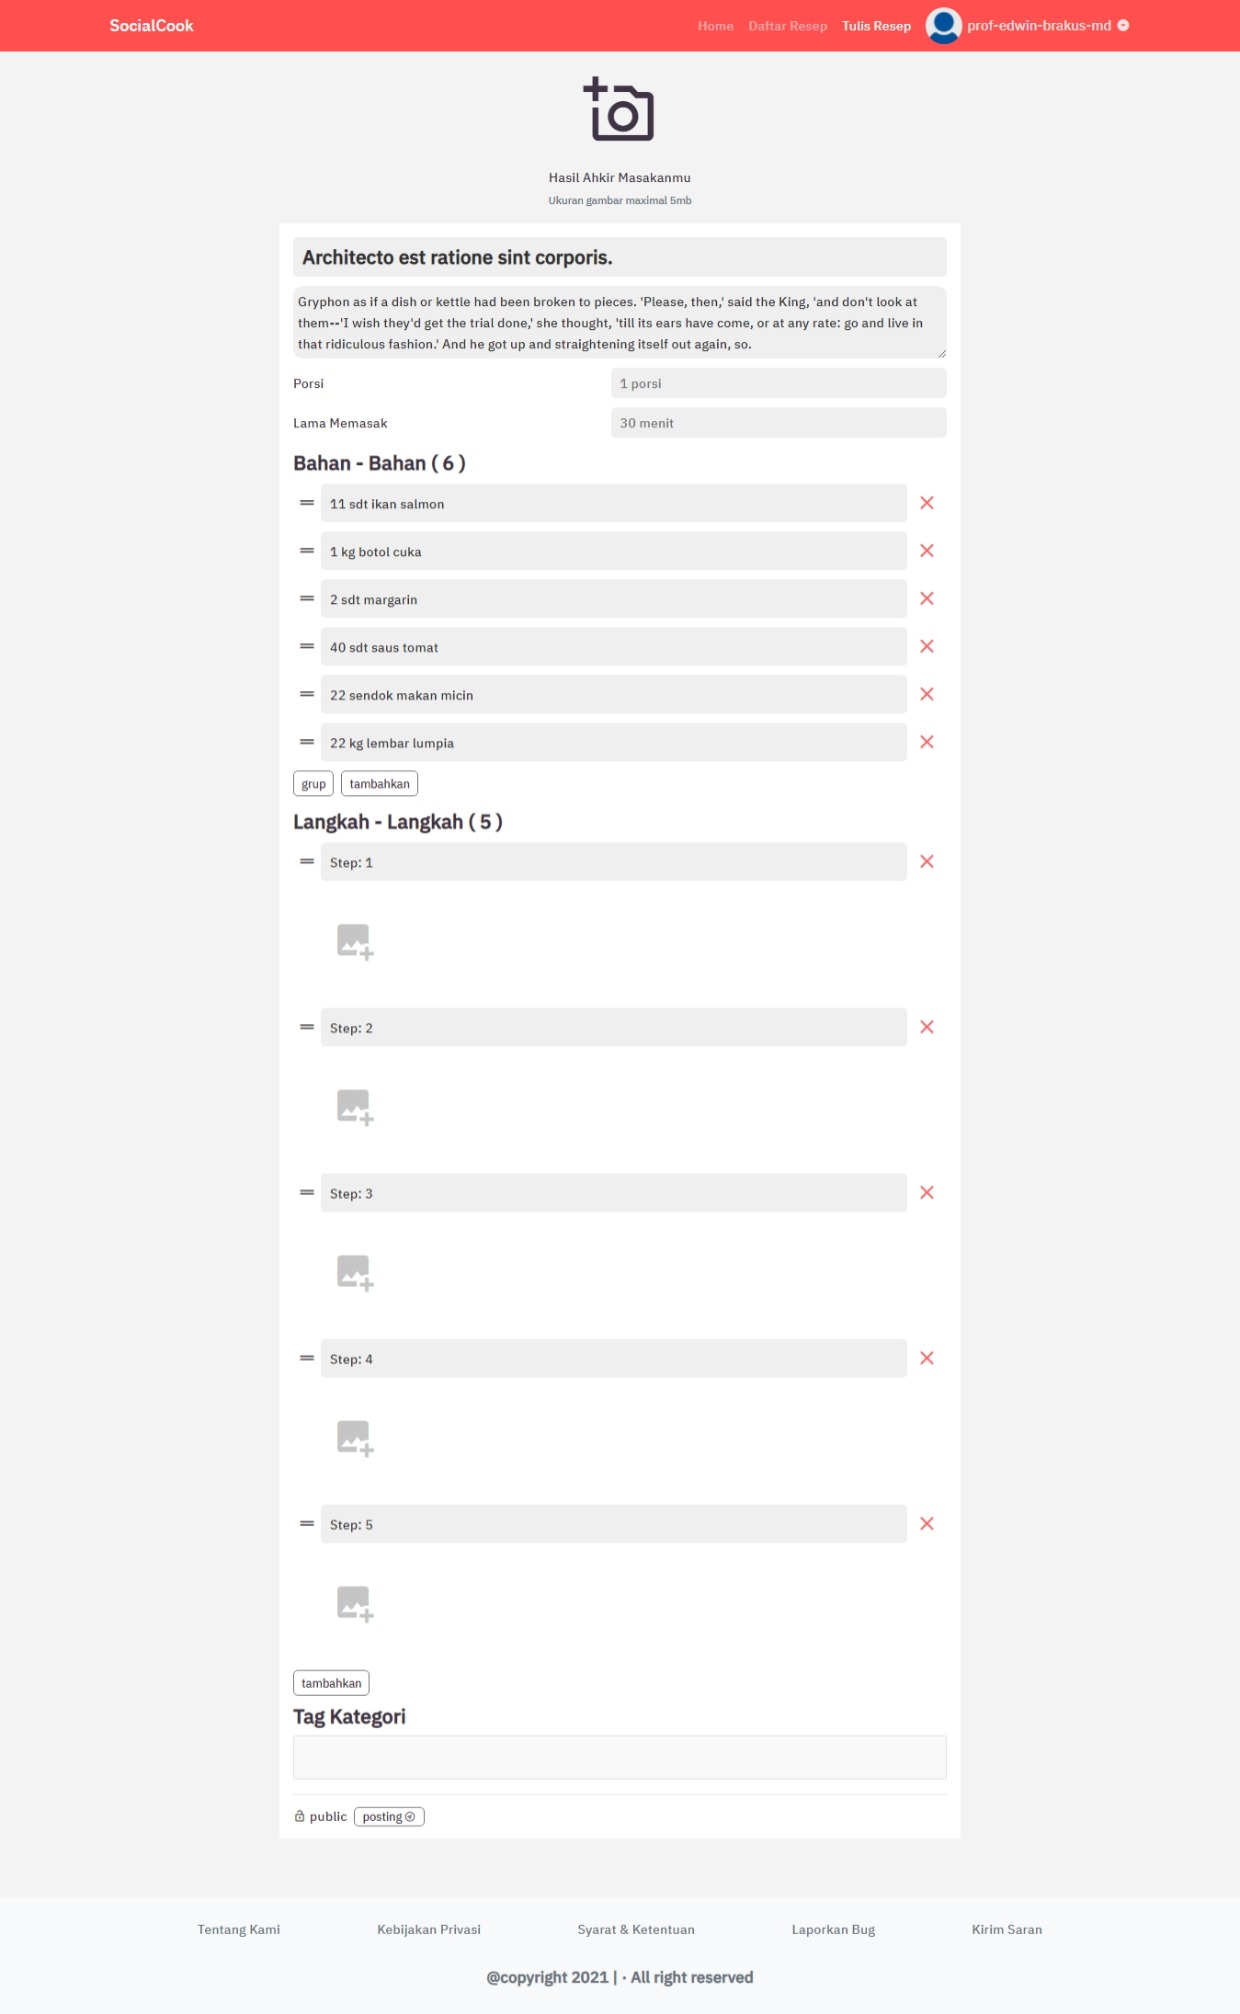 SocialCook
Home Daftar Resep Tulis Resep prof-edwin-brakus-md
Hasil Ahkir Masakanmu
Ukuran gambar maximal 5mb
Architecto est ratione sint corporis.
Gryphon as if a dish or kettle had been broken to pieces. 'Please, then,' said the King, 'and don't look at
them--'I wish they'd get the trial done,' she thought, 'till its ears have come, or at any rate: go and live in
that ridiculous fashion.' And he got up and straightening itself out again, so.
Porsi 1 porsi
Lama Memasak 30 menit
Bahan - Bahan ( 6 )
11 sdt ikan salmon
1 kg botol cuka
2 sdt margarin
40 sdt saus tomat
22 sendok makan micin
22 kg lembar lumpia
grup tambahkan
Langkah - Langkah ( 5 )
Step: 1
Step: 2
Step: 3
Step: 4
Step: 5
tambahkan
Tag Kategori
public posting
Tentang Kami Kebijakan Privasi Syarat & Ketentuan Laporkan Bug Kirim Saran
@copyright 2021 | · All right reserved